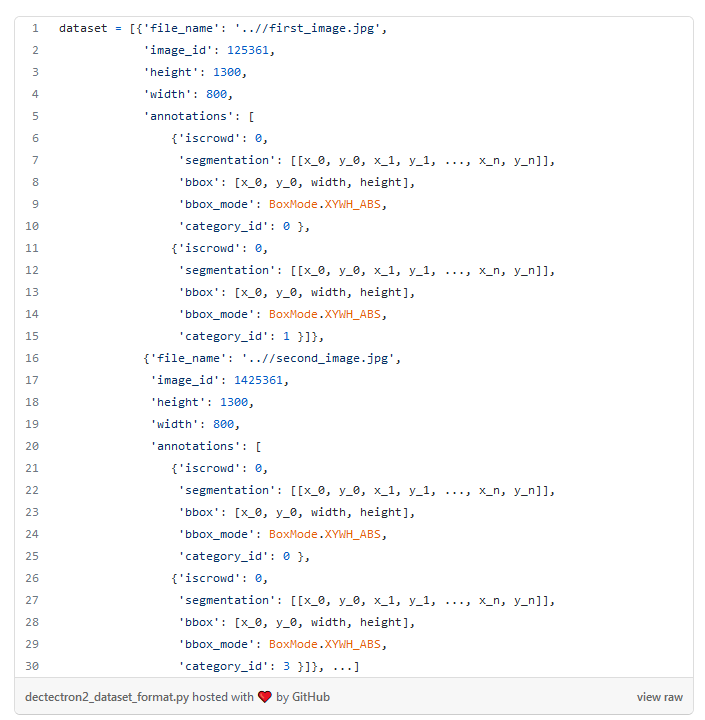 1 dataset = [{'file_name': '..//first_image.jpg',
2 'image_id': 125361,
3 'height': 1300,
4 'width': 800,
5 'annotations': [
6 {'iscrowd': 0,
7 'segmentation': [[x_0, y_0, x_1, y_1, ..., x_n, y_n]],
8 'bbox': [x_0, y_0, width, height],
9 'bbox_mode': BoxMode.XYWH_ABS,
10 'category_id': 0 },
11 {'iscrowd': 0,
12 'segmentation': [[x_0, y_0, x_1, y_1, ..., x_n, y_n]],
13 'bbox': [x_0, y_0, width, height],
14 'bbox_mode': BoxMode.XYWH_ABS,
15 'category_id': 1 }]},
16 {'file_name': '..//second_image.jpg',
17 'image_id': 1425361,
18 'height': 1300,
19 'width': 800,
20 'annotations': [
21 {'iscrowd': 0,
22 'segmentation': [[x_0, y_0, x_1, y_1, ..., x_n, y_n]],
23 'bbox': [x_0, y_0, width, height],
24 'bbox_mode': BoxMode.XYWH_ABS,
25 'category_id': 0 },
26 {'iscrowd': 0,
27 'segmentation': [[x_0, y_0, x_1, y_1, ..., x_n, y_n]],
28 'bbox': [x_0, y_0, width, height],
29 'bbox_mode': BoxMode.XYWH_ABS,
30 'category_id': 3 }]}, ...]
dectectron2_dataset_format.py hosted with ❤ by GitHub view raw